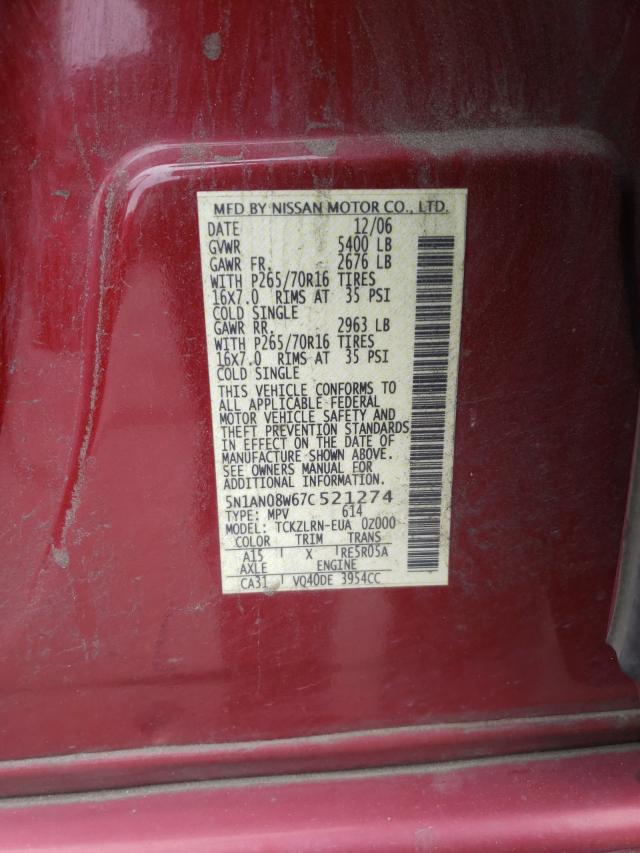 MFD BY NISSAN MOTOR CO., LTD.
DATE 12/06
GVWR 5400 LB
GAWR FR. 2676 LB
WITH P265/70R16 TIRES
16X7.0 RIMS AT 35 PSI
COLD SINGLE
GAWR RR. 2963 LB
WITH P265/70R16 TIRES
16X7.0 RIMS AT 35 PSI
COLD SINGLE
THIS VEHICLE CONFORMS TO
ALL APPLICABLE FEDERAL
MOTOR VEHICLE SAFETY AND
THEFT PREVENTION STANDARDS
IN EFFECT ON THE DATE OF
MANUFACTURE SHOWN ABOVE.
SEE OWNERS MANUAL FOR
ADDITIONAL INFORMATION
5N1AN08W67C521274
TYPE: MPV 614
MODEL: TCKZLRN-EUA 0Z000
COLOR TRIM TRANS
A15 X RE5R05A
AXLE ENGINE
CA31 VQ40DE 3954CC